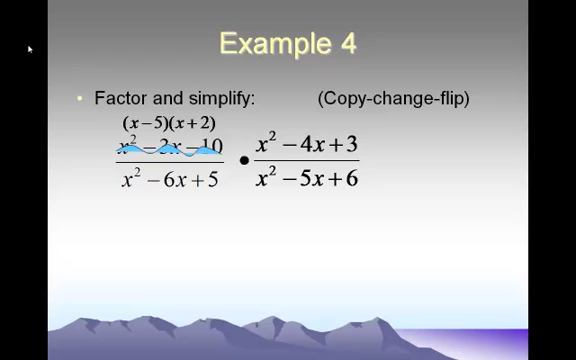 Example 4
• Factor and simplify: (Copy-change-flip)
(x − 5)(x + 2)
x² − 3x − 10 • x² − 4x + 3
x² − 6x + 5 x² − 5x + 6